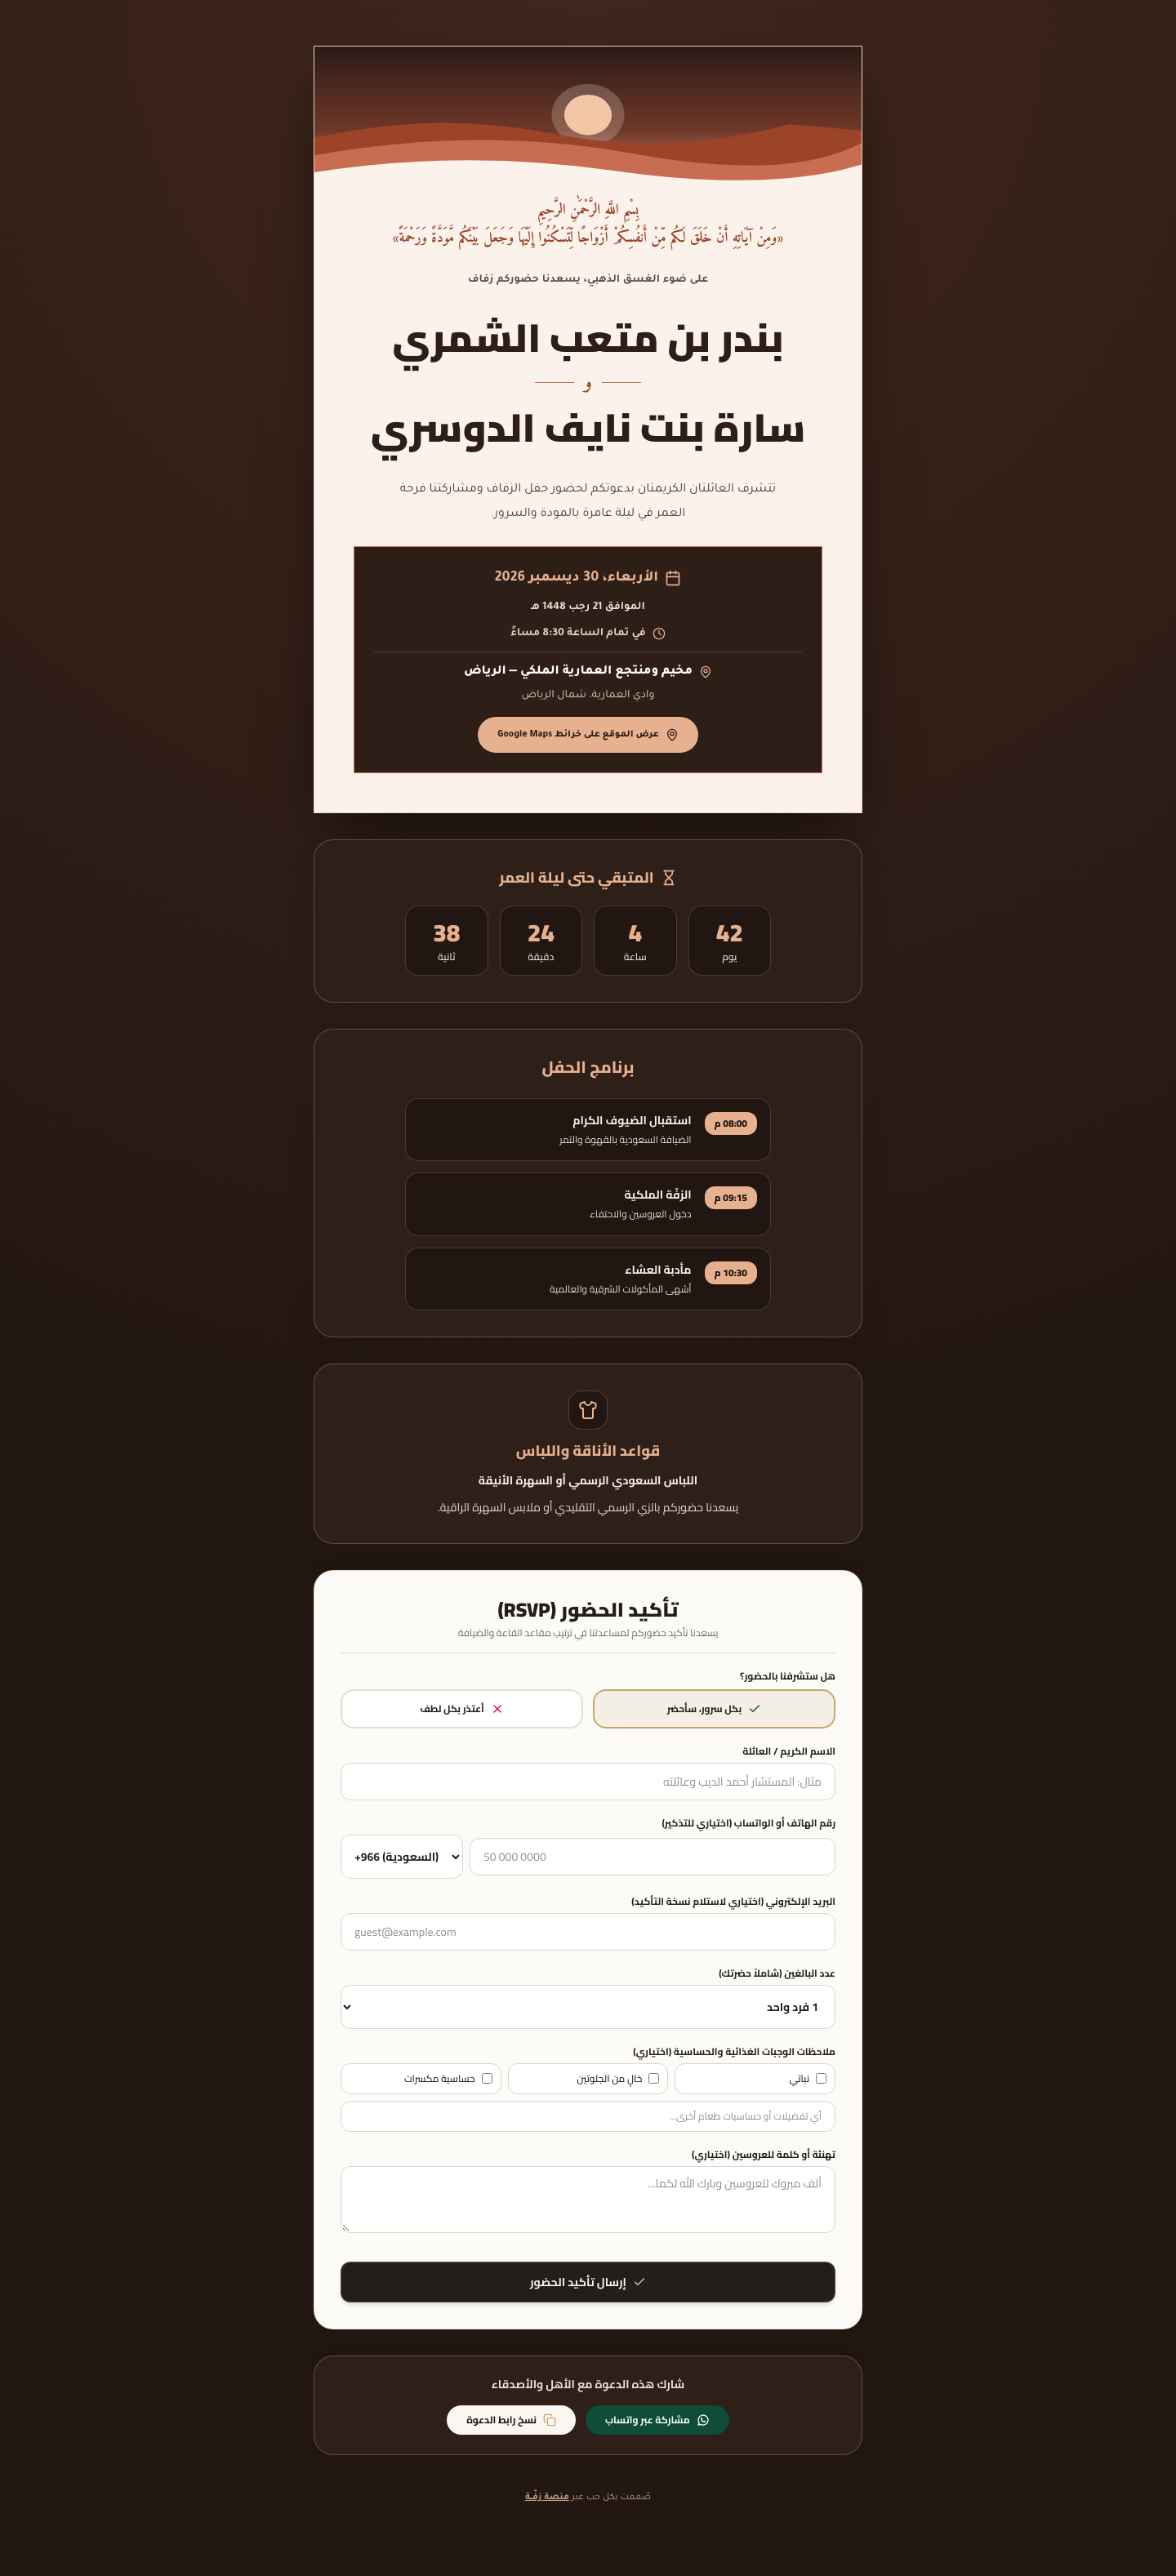 بِسْمِ اللَّهِ الرَّحْمَٰنِ الرَّحِيمِ
«وَمِنْ آيَاتِهِ أَنْ خَلَقَ لَكُم مِّنْ أَنفُسِكُمْ أَزْوَاجًا لِّتَسْكُنُوا إِلَيْهَا وَجَعَلَ بَيْنَكُم مَّوَدَّةً وَرَحْمَةً»
على ضوء الغسق الذهبي، يسعدنا حضوركم زفاف
بندر بن متعب الشمري
و
سارة بنت نايف الدوسري
تتشرف العائلتان الكريمتان بدعوتكم لحضور حفل الزفاف ومشاركتنا فرحة
العمر في ليلة عامرة بالمودة والسرور.
الأربعاء، 30 ديسمبر 2026
الموافق 21 رجب 1448 هـ
في تمام الساعة 8:30 مساءً
مخيم ومنتجع العمارية الملكي — الرياض
وادي العمارية، شمال الرياض
عرض الموقع على خرائط Google Maps
المتبقي حتى ليلة العمر
42
يوم
4
ساعة
24
دقيقة
38
ثانية
برنامج الحفل
08:00 م
استقبال الضيوف الكرام
الضيافة السعودية بالقهوة والتمر
09:15 م
الزفّة الملكية
دخول العروسين والاحتفاء
10:30 م
مأدبة العشاء
أشهى المأكولات الشرقية والعالمية
قواعد الأناقة واللباس
اللباس السعودي الرسمي أو السهرة الأنيقة
يسعدنا حضوركم بالزي الرسمي التقليدي أو ملابس السهرة الراقية.
تأكيد الحضور (RSVP)
يسعدنا تأكيد حضوركم لمساعدتنا في ترتيب مقاعد القاعة والضيافة
هل ستشرفنا بالحضور؟
بكل سرور، سأحضر
أعتذر بكل لطف
الاسم الكريم / العائلة
مثال: المستشار أحمد الديب وعائلته
رقم الهاتف أو الواتساب (اختياري للتذكير)
50 000 0000
+966 (السعودية)
البريد الإلكتروني (اختياري لاستلام نسخة التأكيد)
guest@example.com
عدد البالغين (شاملاً حضرتك)
1 فرد واحد
ملاحظات الوجبات الغذائية والحساسية (اختياري)
نباتي
خالٍ من الجلوتين
حساسية مكسرات
أي تفضيلات أو حساسيات طعام أخرى...
تهنئة أو كلمة للعروسين (اختياري)
ألف مبروك للعروسين وبارك الله لكما...
إرسال تأكيد الحضور
شارك هذه الدعوة مع الأهل والأصدقاء
مشاركة عبر واتساب
نسخ رابط الدعوة
صُممت بكل حب عبر منصة زفّـة